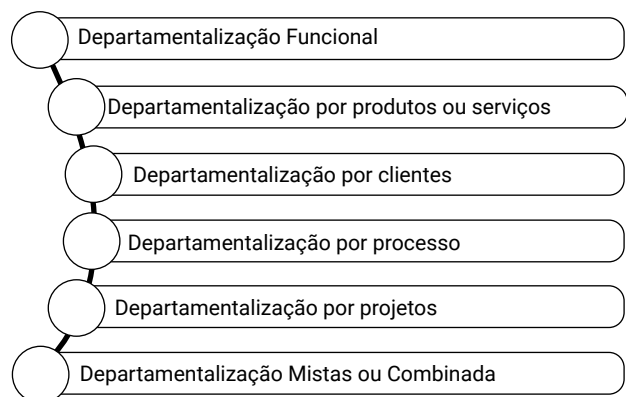 Departamentalização Funcional
Departamentalização por produtos ou serviços
Departamentalização por clientes
Departamentalização por processo
Departamentalização por projetos
Departamentalização Mistas ou Combinada